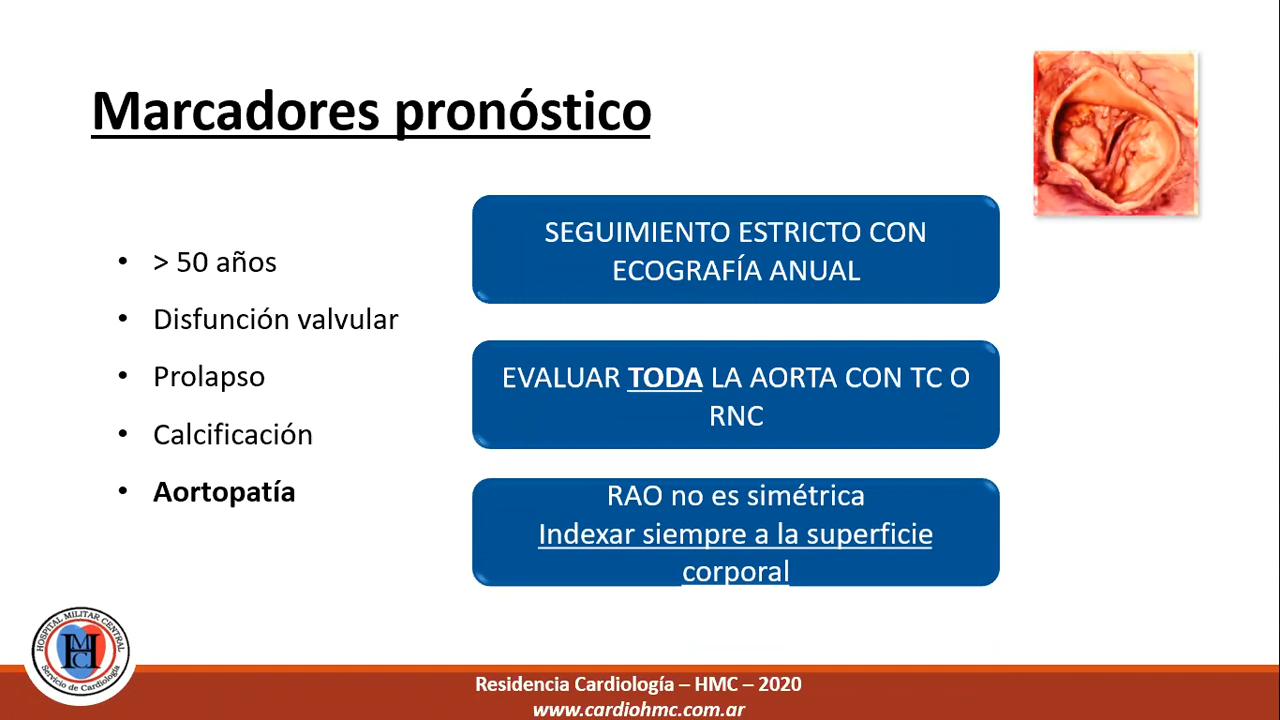 Marcadores pronóstico
• > 50 años
• Disfunción valvular
• Prolapso
• Calcificación
• Aortopatía
SEGUIMIENTO ESTRICTO CON
ECOGRAFÍA ANUAL
EVALUAR TODA LA AORTA CON TC O
RNC
RAO no es simétrica
Indexar siempre a la superficie
corporal
HOSPITAL MILITAR CENTRAL
HMC
Servicio de Cardiología
Residencia Cardiología – HMC – 2020
www.cardiohmc.com.ar